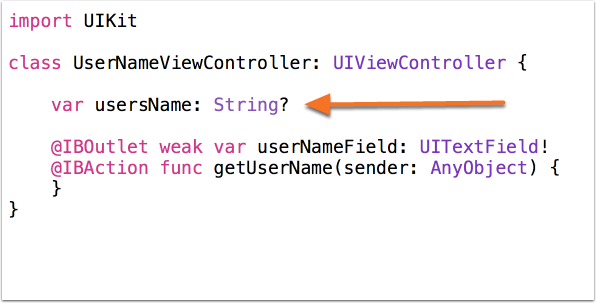 import UIKit
class UserNameViewController: UIViewController {
var usersName: String?
@IBOutlet weak var userNameField: UITextField!
@IBAction func getUserName(sender: AnyObject) {
}
}